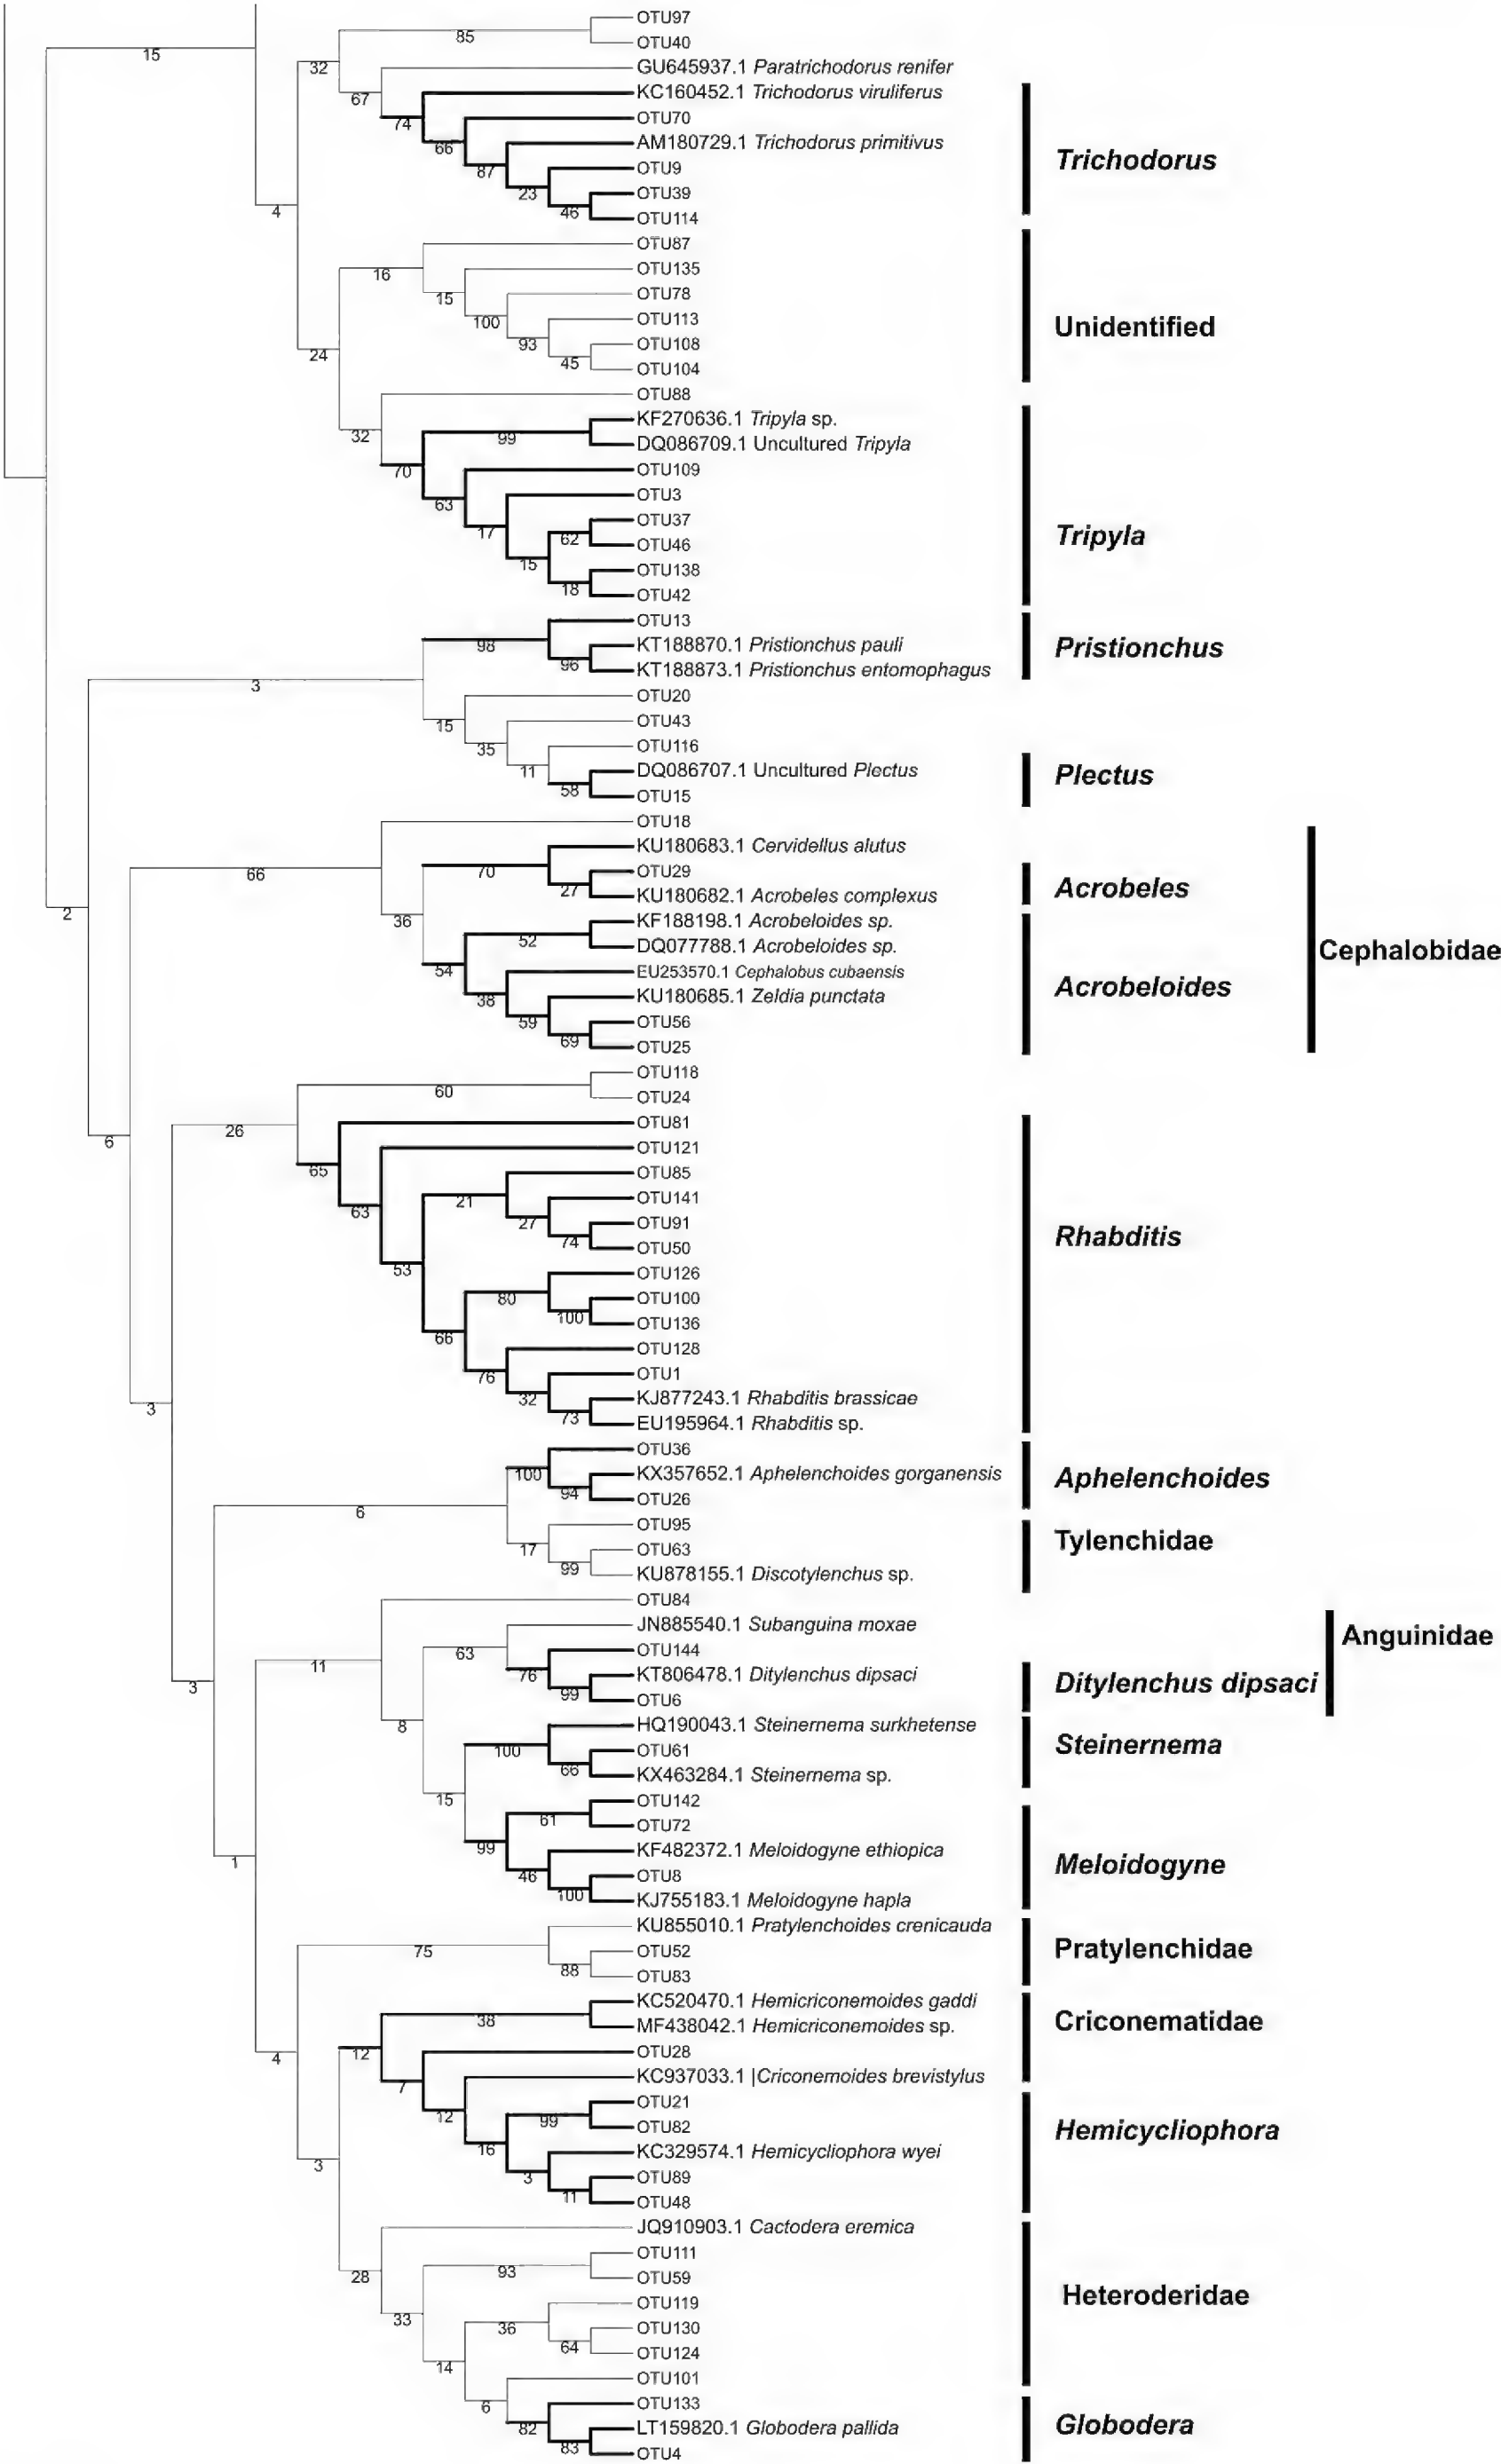 OTU97
85
OTU40
15
32
GU645937.1 Paratrichodorus renifer
67
KC160452.1 Trichodorus viruliferus
74
OTU70
66
AM180729.1 Trichodorus primitivus
Trichodorus
87
OTU9
23
OTU39
46
OTU114
4
OTU87
16
OTU135
15
OTU78
100
OTU113
Unidentified
93
OTU108
45
OTU104
24
OTU88
32
KF270636.1 Tripyla sp.
99
DQ086709.1 Uncultured Tripyla
70
OTU109
63
OTU3
17
OTU37
62
OTU46
Tripyla
15
OTU138
18
OTU42
OTU13
98
KT188870.1 Pristionchus pauli
Pristionchus
96
KT188873.1 Pristionchus entomophagus
3
OTU20
15
OTU43
35
OTU116
11
DQ086707.1 Uncultured Plectus
Plectus
58
OTU15
OTU18
66
KU180683.1 Cervidellus alutus
70
OTU29
Acrobeles
27
KU180682.1 Acrobeles complexus
2
36
KF188198.1 Acrobeloides sp.
52
DQ077788.1 Acrobeloides sp.
Cephalobidae
54
EU253570.1 Cephalobus cubaensis
Acrobeloides
38
KU180685.1 Zeldia punctata
59
OTU56
69
OTU25
OTU118
60
OTU24
6
26
OTU81
65
OTU121
63
OTU85
21
OTU141
27
OTU91
74
OTU50
Rhabditis
53
OTU126
80
OTU100
100
OTU136
66
OTU128
76
OTU1
32
KJ877243.1 Rhabditis brassicae
73
EU195964.1 Rhabditis sp.
3
OTU36
100
KX357652.1 Aphelenchoides gorganensis
Aphelenchoides
94
OTU26
6
OTU95
17
OTU63
Tylenchidae
99
KU878155.1 Discotylenchus sp.
OTU84
11
JN885540.1 Subanguina moxae
Anguinidae
63
OTU144
76
KT806478.1 Ditylenchus dipsaci
Ditylenchus dipsaci
99
OTU6
3
8
HQ190043.1 Steinernema surkhetense
100
OTU61
Steinernema
66
KX463284.1 Steinernema sp.
15
OTU142
61
OTU72
99
KF482372.1 Meloidogyne ethiopica
Meloidogyne
46
OTU8
100
KJ755183.1 Meloidogyne hapla
1
KU855010.1 Pratylenchoides crenicauda
75
OTU52
Pratylenchidae
88
OTU83
KC520470.1 Hemicriconemoides gaddi
38
MF438042.1 Hemicriconemoides sp.
Criconematidae
4
12
OTU28
7
KC937033.1 |Criconemoides brevistylus
12
OTU21
99
OTU82
Hemicycliophora
16
KC329574.1 Hemicycliophora wyei
3
3
OTU89
11
OTU48
JQ910903.1 Cactodera eremica
28
OTU111
93
OTU59
Heteroderidae
33
OTU119
36
OTU130
64
OTU124
14
OTU101
6
OTU133
82
LT159820.1 Globodera pallida
Globodera
83
OTU4